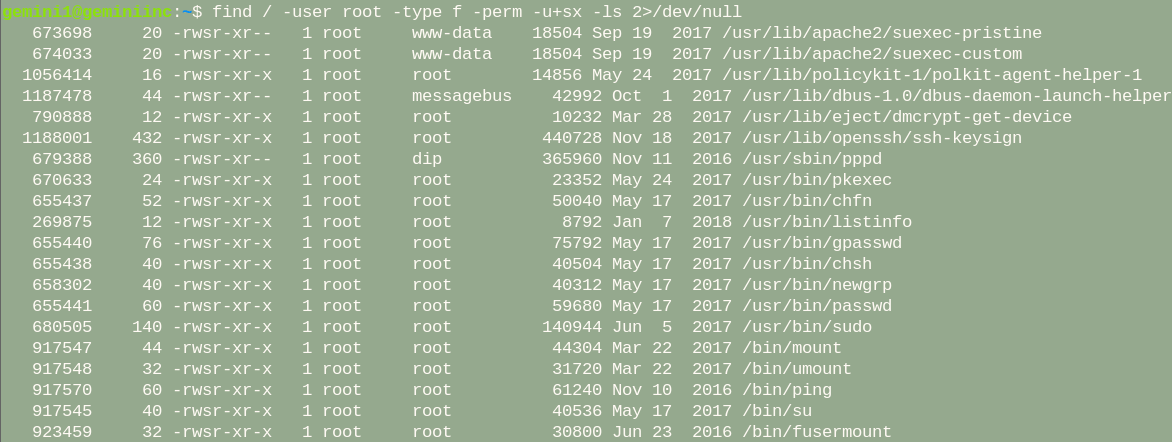 gemini1@geminiinc:~$ find / -user root -type f -perm -u+sx -ls 2>/dev/null
673698 20 -rwsr-xr-- 1 root www-data 18504 Sep 19 2017 /usr/lib/apache2/suexec-pristine
674033 20 -rwsr-xr-- 1 root www-data 18504 Sep 19 2017 /usr/lib/apache2/suexec-custom
1056414 16 -rwsr-xr-x 1 root root 14856 May 24 2017 /usr/lib/policykit-1/polkit-agent-helper-1
1187478 44 -rwsr-xr-- 1 root messagebus 42992 Oct 1 2017 /usr/lib/dbus-1.0/dbus-daemon-launch-helper
790888 12 -rwsr-xr-x 1 root root 10232 Mar 28 2017 /usr/lib/eject/dmcrypt-get-device
1188001 432 -rwsr-xr-x 1 root root 440728 Nov 18 2017 /usr/lib/openssh/ssh-keysign
679388 360 -rwsr-xr-- 1 root dip 365960 Nov 11 2016 /usr/sbin/pppd
670633 24 -rwsr-xr-x 1 root root 23352 May 24 2017 /usr/bin/pkexec
655437 52 -rwsr-xr-x 1 root root 50040 May 17 2017 /usr/bin/chfn
269875 12 -rwsr-xr-x 1 root root 8792 Jan 7 2018 /usr/bin/listinfo
655440 76 -rwsr-xr-x 1 root root 75792 May 17 2017 /usr/bin/gpasswd
655438 40 -rwsr-xr-x 1 root root 40504 May 17 2017 /usr/bin/chsh
658302 40 -rwsr-xr-x 1 root root 40312 May 17 2017 /usr/bin/newgrp
655441 60 -rwsr-xr-x 1 root root 59680 May 17 2017 /usr/bin/passwd
680505 140 -rwsr-xr-x 1 root root 140944 Jun 5 2017 /usr/bin/sudo
917547 44 -rwsr-xr-x 1 root root 44304 Mar 22 2017 /bin/mount
917548 32 -rwsr-xr-x 1 root root 31720 Mar 22 2017 /bin/umount
917570 60 -rwsr-xr-x 1 root root 61240 Nov 10 2016 /bin/ping
917545 40 -rwsr-xr-x 1 root root 40536 May 17 2017 /bin/su
923459 32 -rwsr-xr-x 1 root root 30800 Jun 23 2016 /bin/fusermount